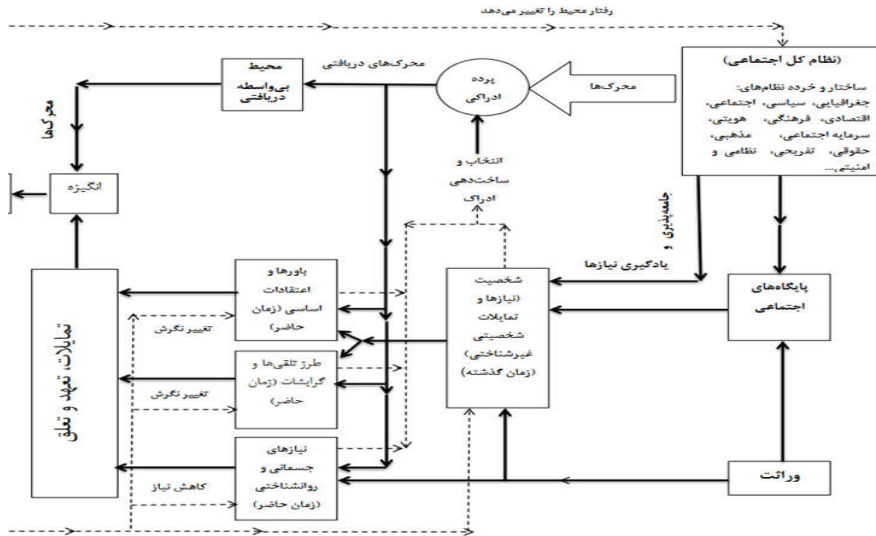 رفتار محیط را تغییر می‌دهد
(نظام کل اجتماعی)
ساختار و خرده نظام‌های:
جغرافیایی، سیاسی، اجتماعی،
اقتصادی، فرهنگی، هویتی،
سرمایه اجتماعی، مذهبی،
حقوقی، تفریحی، نظامی و
امنیتی...
محرک‌ها
پرده
ادراکی
محرک‌های دریافتی
محیط
بی‌واسطه
دریافتی
محرک‌ها
انگیزه
انتخاب و
ساخت‌دهی
ادراک
جامعه‌پذیری و
یادگیری نیازها
پایگاه‌های
اجتماعی
شخصیت
(نیازها و
تمایلات
شخصیتی
غیرشناختی)
(زمان گذشته)
باورها و
اعتقادات
اساسی (زمان
حاضر)
تغییر نگرش
طرز تلقی‌ها و
گرایشات (زمان
حاضر)
تغییر نگرش
نیازهای
جسمانی و
روانشناختی
(زمان حاضر)
کاهش نیاز
تمایلات، تعهد و تعلق
وراثت